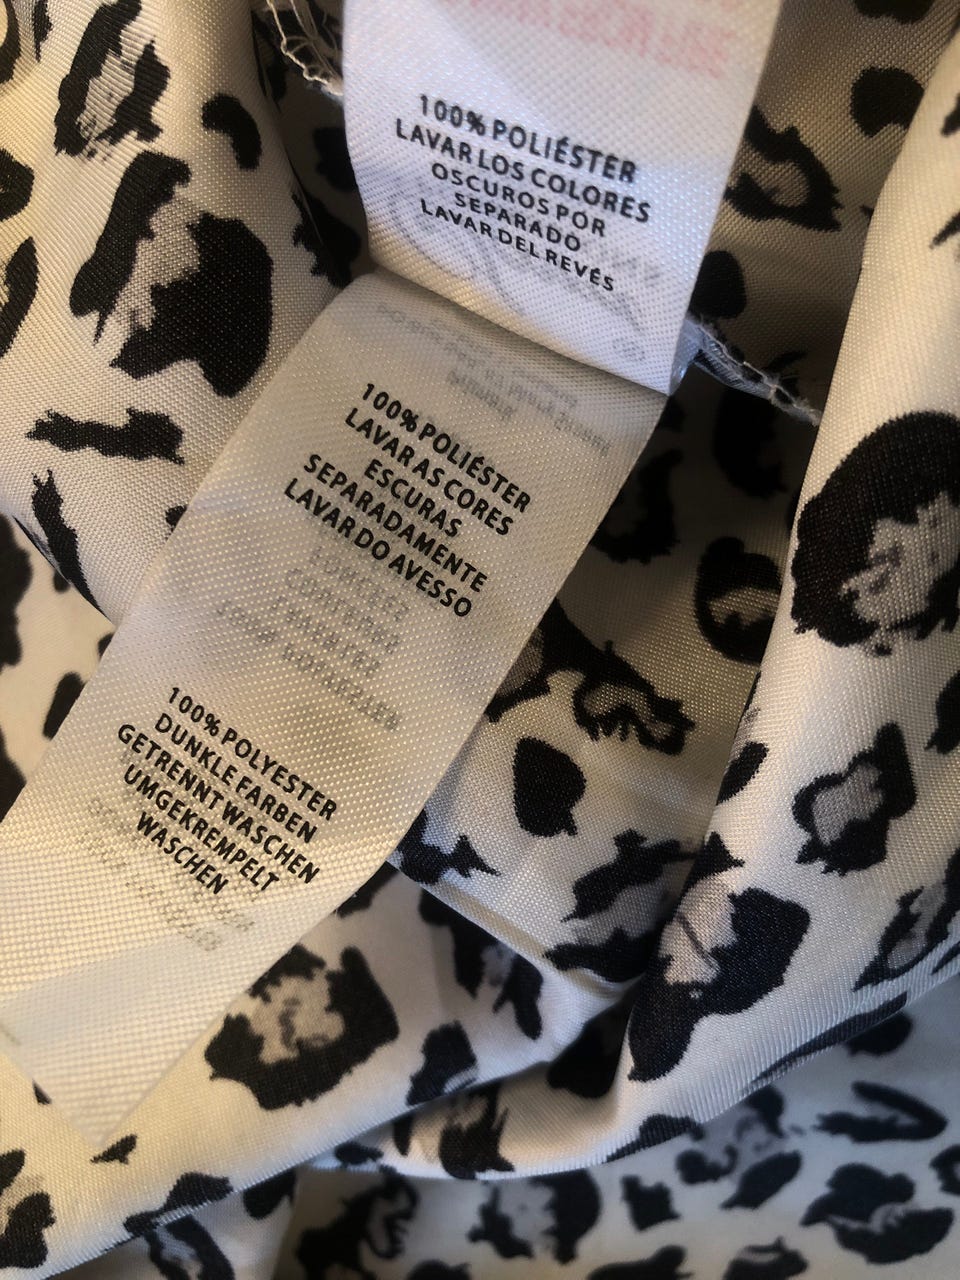 100% POLIÉSTER
LAVAR LOS COLORES
OSCUROS POR
SEPARADO
LAVAR DEL REVÉS
100% POLIÉSTER
LAVAR AS CORES
ESCURAS
SEPARADAMENTE
LAVAR DO AVESSO
100% POLYESTER
DUNKLE FARBEN
GETRENNT WASCHEN
UMGEKREMPELT
WASCHEN